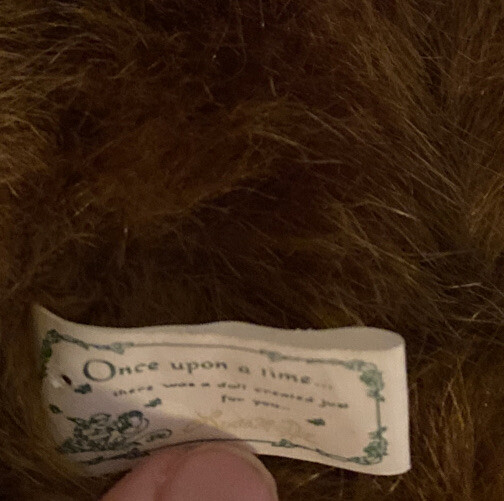 Once upon a time...
there was a doll created just
for you...